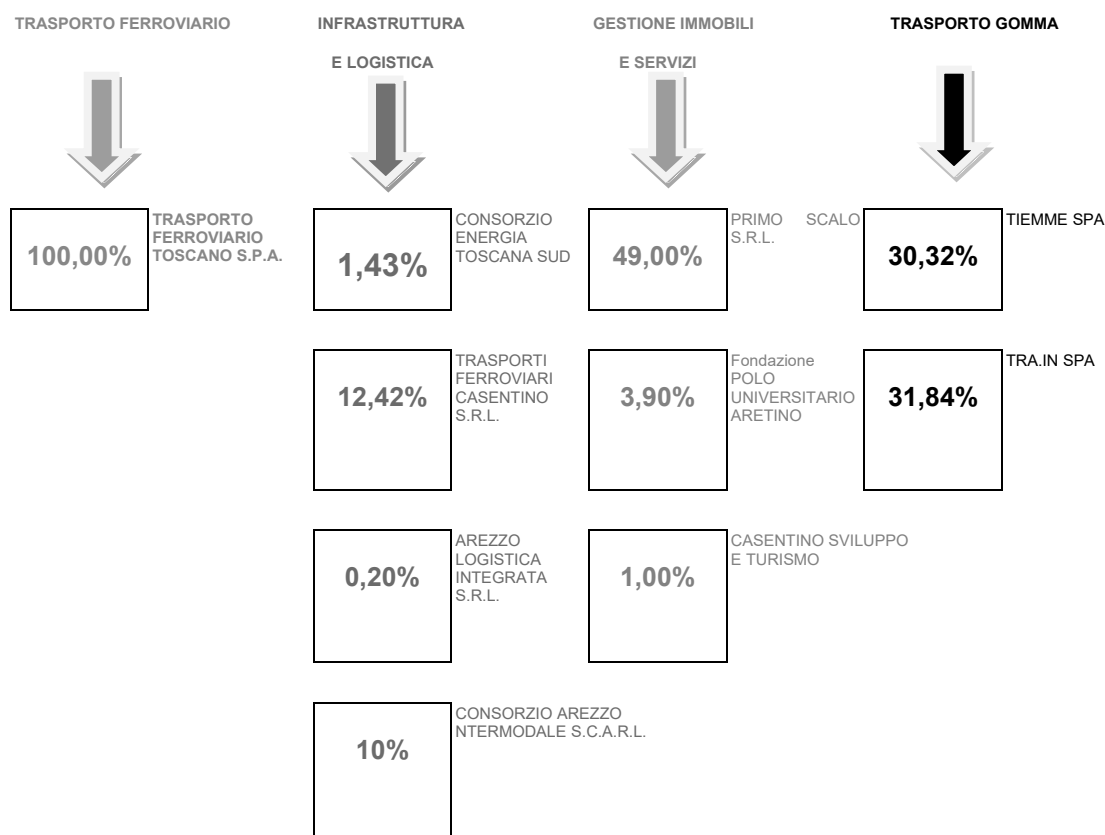 TRASPORTO FERROVIARIO
INFRASTRUTTURA
E LOGISTICA
GESTIONE IMMOBILI
E SERVIZI
TRASPORTO GOMMA
100,00%
TRASPORTO
FERROVIARIO
TOSCANO S.P.A.
1,43%
CONSORZIO
ENERGIA
TOSCANA SUD
49,00%
PRIMO SCALO
S.R.L.
30,32%
TIEMME SPA
12,42%
TRASPORTI
FERROVIARI
CASENTINO
S.R.L.
3,90%
Fondazione
POLO
UNIVERSITARIO
ARETINO
31,84%
TRA.IN SPA
0,20%
AREZZO
LOGISTICA
INTEGRATA
S.R.L.
1,00%
CASENTINO SVILUPPO
E TURISMO
10%
CONSORZIO AREZZO
NTERMODALE S.C.A.R.L.